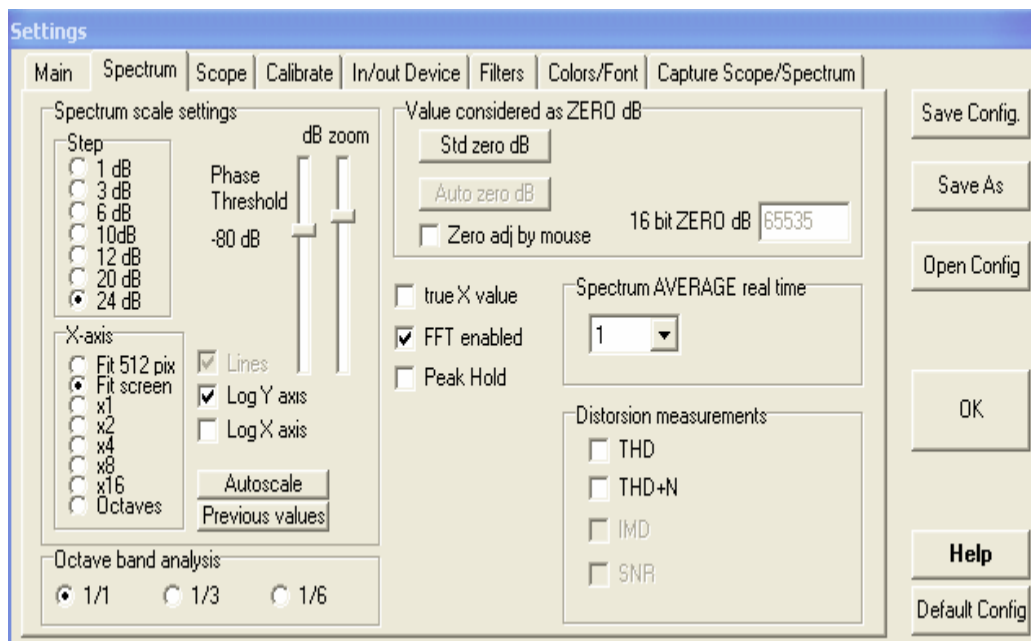 Settings
Main
Spectrum
Scope
Calibrate
In/out Device
Filters
Colors/Font
Capture Scope/Spectrum
Spectrum scale settings
Step
1 dB
3 dB
6 dB
10dB
12 dB
20 dB
24 dB
Phase
Threshold
-80 dB
dB zoom
X-axis
Fit 512 pix
Fit screen
x1
x2
x4
x8
x16
Octaves
Lines
Log Y axis
Log X axis
Autoscale
Previous values
Octave band analysis
1/1
1/3
1/6
Value considered as ZERO dB
Std zero dB
Auto zero dB
Zero adj by mouse
16 bit ZERO dB
65535
true X value
FFT enabled
Peak Hold
Spectrum AVERAGE real time
1
Distorsion measurements
THD
THD+N
IMD
SNR
Save Config.
Save As
Open Config
OK
Help
Default Config